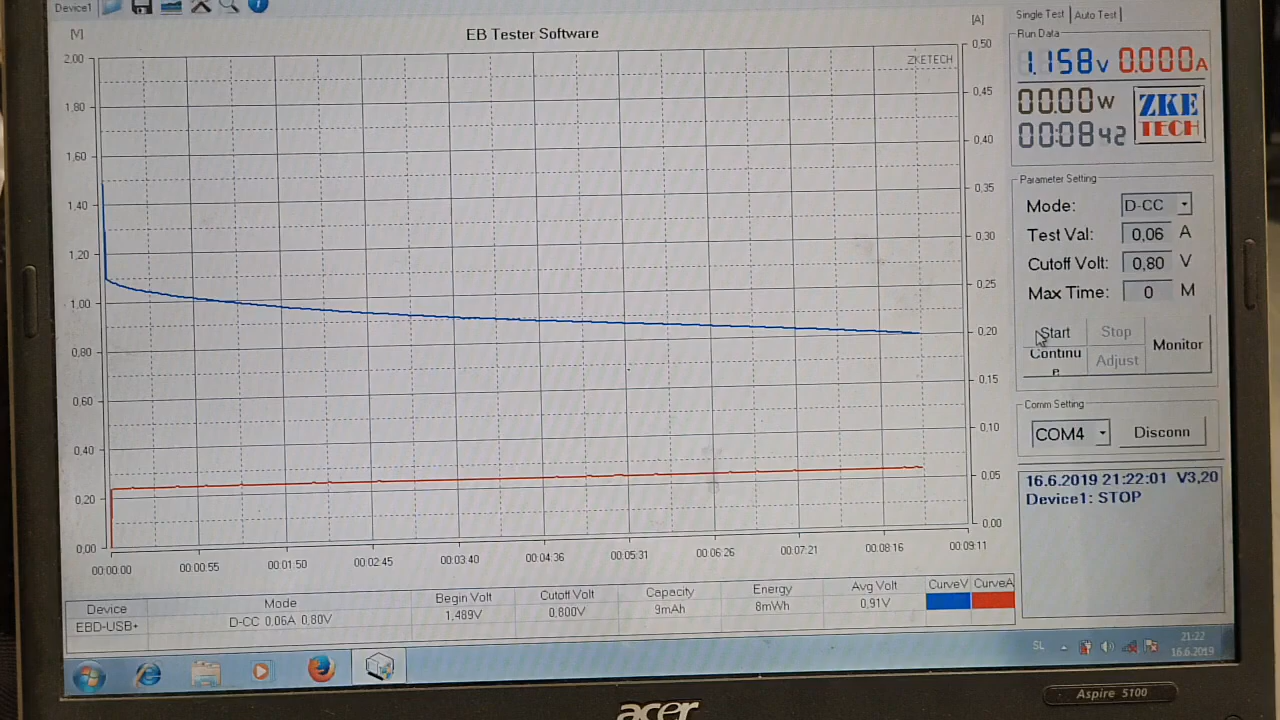 Device1
[V]
EB Tester Software
[A]
ZKETECH
2.00
1,80
1,60
1,40
1,20
1,00
0,80
0,60
0,40
0,20
0,00
0,50
0,45
0,40
0,35
0,30
0,25
0,20
0,15
0,10
0,05
0.00
00:00:00
00:00:55
00:01:50
00:02:45
00:03:40
00:04:36
00:05:31
00:06:26
00:07:21
00:08:16
00:09:11
Device Mode Begin Volt Cutoff Volt Capacity Energy Avg Volt CurveV CurveA
EBD-USB+ D-CC 0.06A 0,80V 1,489V 0.800V 9mAh 8mWh 0,91V
Single Test Auto Test
Run Data
1.158V 0.000A
00.00W
00:0842
ZKE
TECH
Parameter Setting
Mode: D-CC
Test Val: 0,06 A
Cutoff Volt: 0,80 V
Max Time: 0 M
Start Stop
Monitor
Continu
e
Adjust
Comm Setting
COM4 Disconn
16.6.2019 21:22:01 V3,20
Device1: STOP
SL
21:22
16.6.2019
acer
Aspire 5100